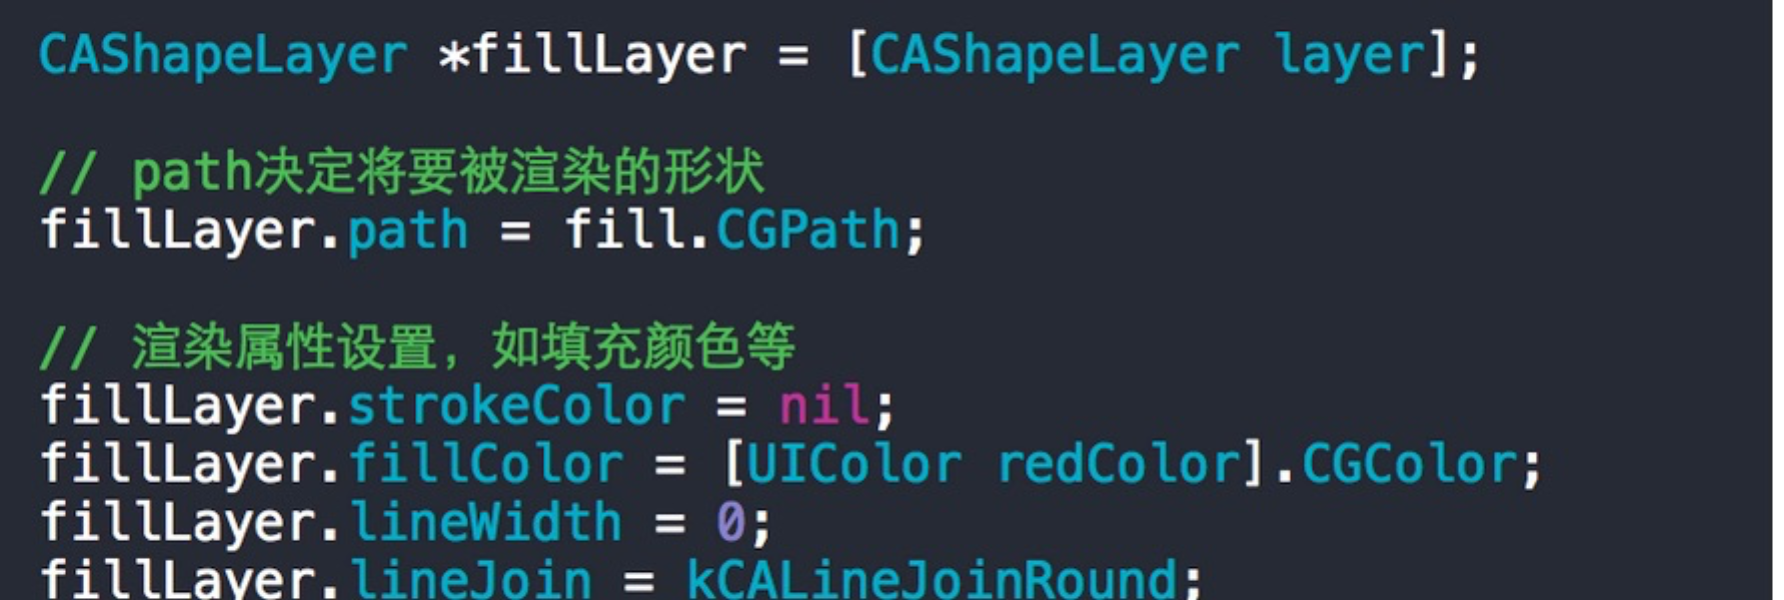 CAShapeLayer *fillLayer = [CAShapeLayer layer];
// path决定将要被渲染的形状
fillLayer.path = fill.CGPath;
// 渲染属性设置，如填充颜色等
fillLayer.strokeColor = nil;
fillLayer.fillColor = [UIColor redColor].CGColor;
fillLayer.lineWidth = 0;
fillLayer.lineJoin = kCALineJoinRound;